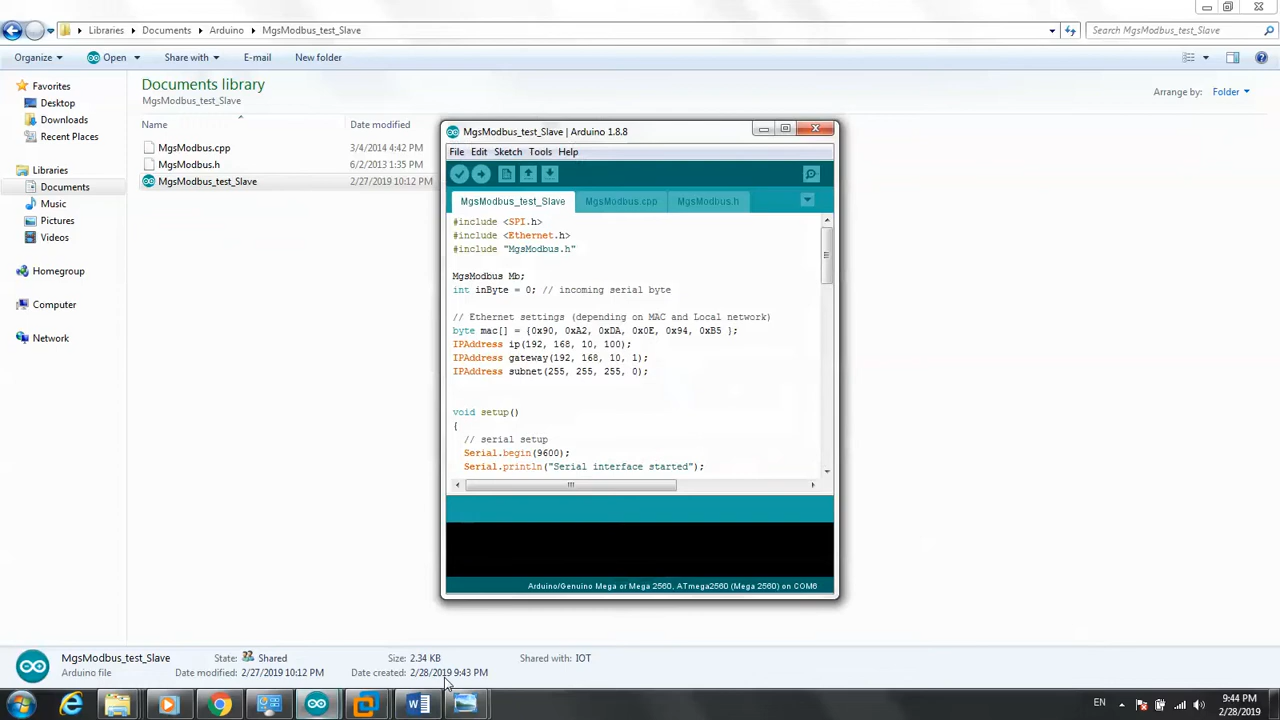 Libraries
Documents
Arduino
MgsModbus_test_Slave
Search MgsModbus_test_Slave
Organize
Open
Share with
E-mail
New folder
Favorites
Desktop
Downloads
Recent Places
Libraries
Documents
Music
Pictures
Videos
Homegroup
Computer
Network
Documents library
MgsModbus_test_Slave
Arrange by: Folder
Name Date modified
MgsModbus.cpp 3/4/2014 4:42 PM
MgsModbus.h 6/2/2013 1:35 PM
MgsModbus_test_Slave 2/27/2019 10:12 PM
MgsModbus_test_Slave | Arduino 1.8.8
File Edit Sketch Tools Help
MgsModbus_test_Slave MgsModbus.cpp MgsModbus.h
#include <SPI.h>
#include <Ethernet.h>
#include "MgsModbus.h"
MgsModbus Mb;
int inByte = 0; // incoming serial byte
// Ethernet settings (depending on MAC and Local network)
byte mac[] = {0x90, 0xA2, 0xDA, 0x0E, 0x94, 0xB5 };
IPAddress ip(192, 168, 10, 100);
IPAddress gateway(192, 168, 10, 1);
IPAddress subnet(255, 255, 255, 0);
void setup()
{
// serial setup
Serial.begin(9600);
Serial.println("Serial interface started");
Arduino/Genuino Mega or Mega 2560, ATmega2560 (Mega 2560) on COM6
MgsModbus_test_Slave State: Shared Size: 2.34 KB Shared with: IOT
Arduino file Date modified: 2/27/2019 10:12 PM Date created: 2/28/2019 9:43 PM
EN
9:44 PM
2/28/2019